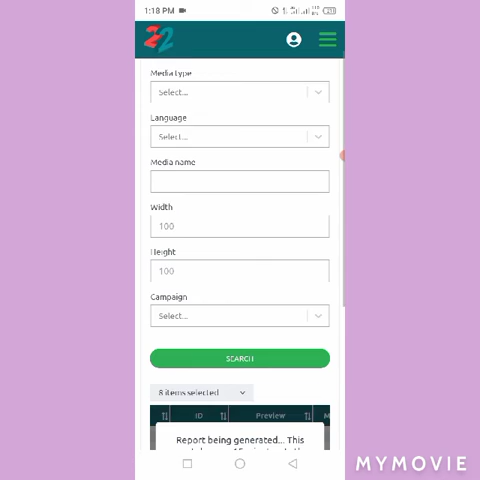 1:18 PM
22
Media type
Select...
Language
Select...
Media name
Width
100
Height
100
Campaign
Select...
SEARCH
8 items selected
ID Preview M
Report being generated... This
MYMOVIE